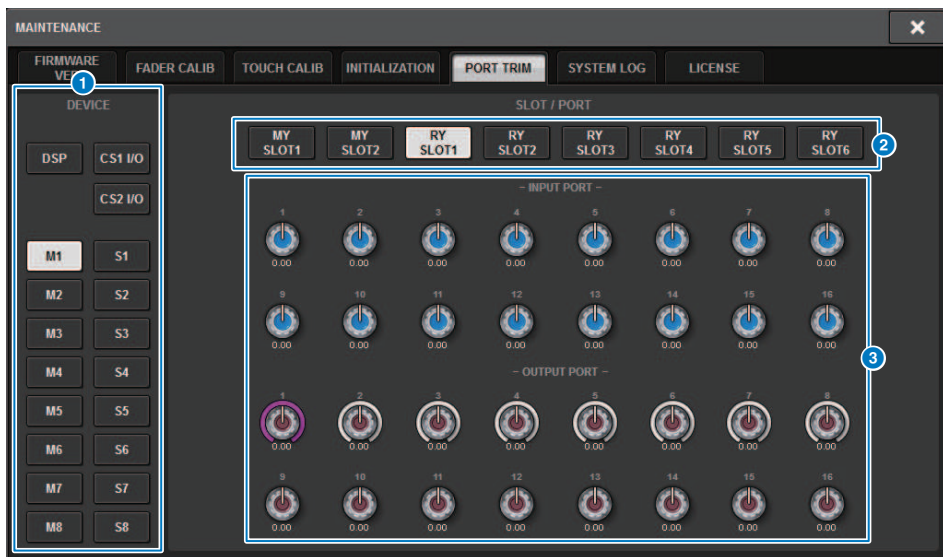 MAINTENANCE
FIRMWARE
VER
FADER CALIB
TOUCH CALIB
INITIALIZATION
PORT TRIM
SYSTEM LOG
LICENSE
1
DEVICE
DSP
CS1 I/O
CS2 I/O
M1
S1
M2
S2
M3
S3
M4
S4
M5
S5
M6
S6
M7
S7
M8
S8
SLOT / PORT
MY
SLOT1
MY
SLOT2
RY
SLOT1
RY
SLOT2
RY
SLOT3
RY
SLOT4
RY
SLOT5
RY
SLOT6
2
– INPUT PORT –
1 2 3 4 5 6 7 8
0.00 0.00 0.00 0.00 0.00 0.00 0.00 0.00
9 10 11 12 13 14 15 16
0.00 0.00 0.00 0.00 0.00 0.00 0.00 0.00
3
– OUTPUT PORT –
1 2 3 4 5 6 7 8
0.00 0.00 0.00 0.00 0.00 0.00 0.00 0.00
9 10 11 12 13 14 15 16
0.00 0.00 0.00 0.00 0.00 0.00 0.00 0.00